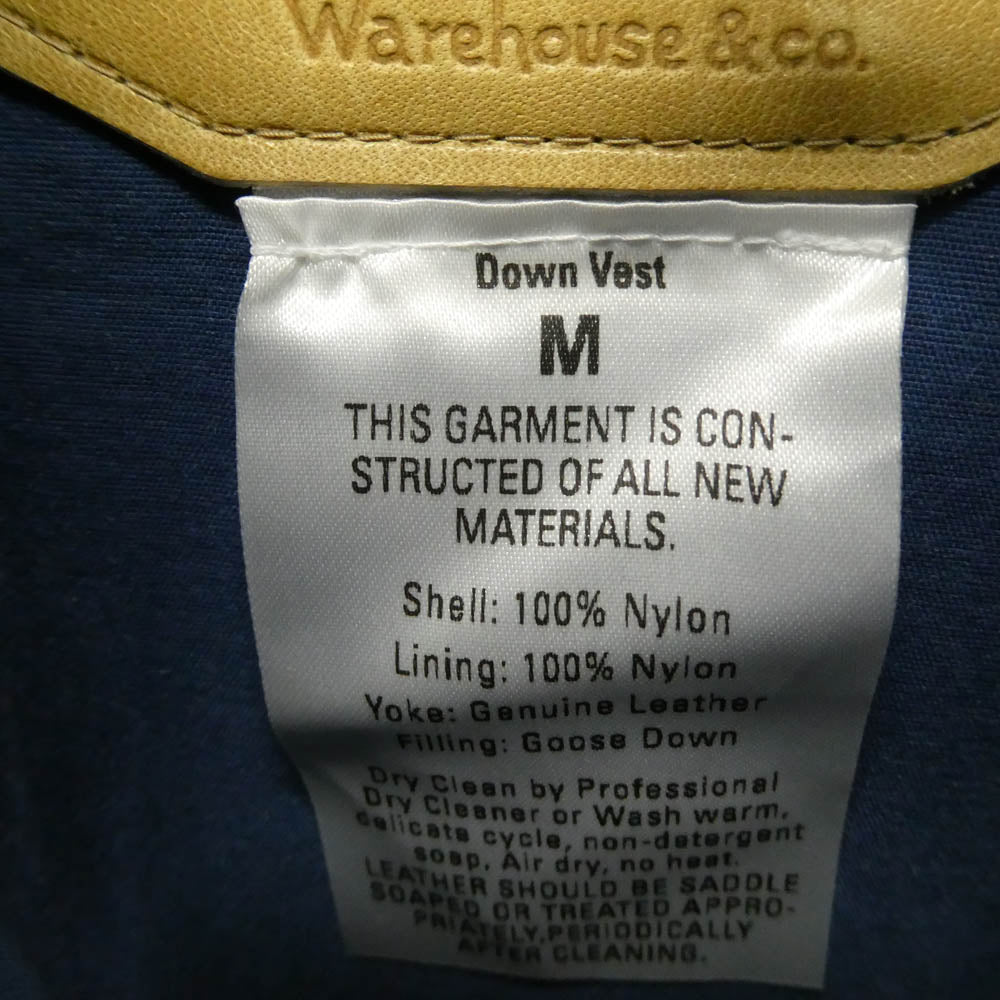 Warehouse & co.
Down Vest
M
THIS GARMENT IS CON-
STRUCTED OF ALL NEW
MATERIALS.
Shell: 100% Nylon
Lining: 100% Nylon
Yoke: Genuine Leather
Filling: Goose Down
Dry Clean by Professional
Dry Cleaner or Wash warm,
delicate cycle, non-detergent
soap, Air dry, no heat.
LEATHER SHOULD BE SADDLE
SOAPED OR TREATED APPRO-
PRIATELY,PERIODICALLY
AFTER CLEANING.